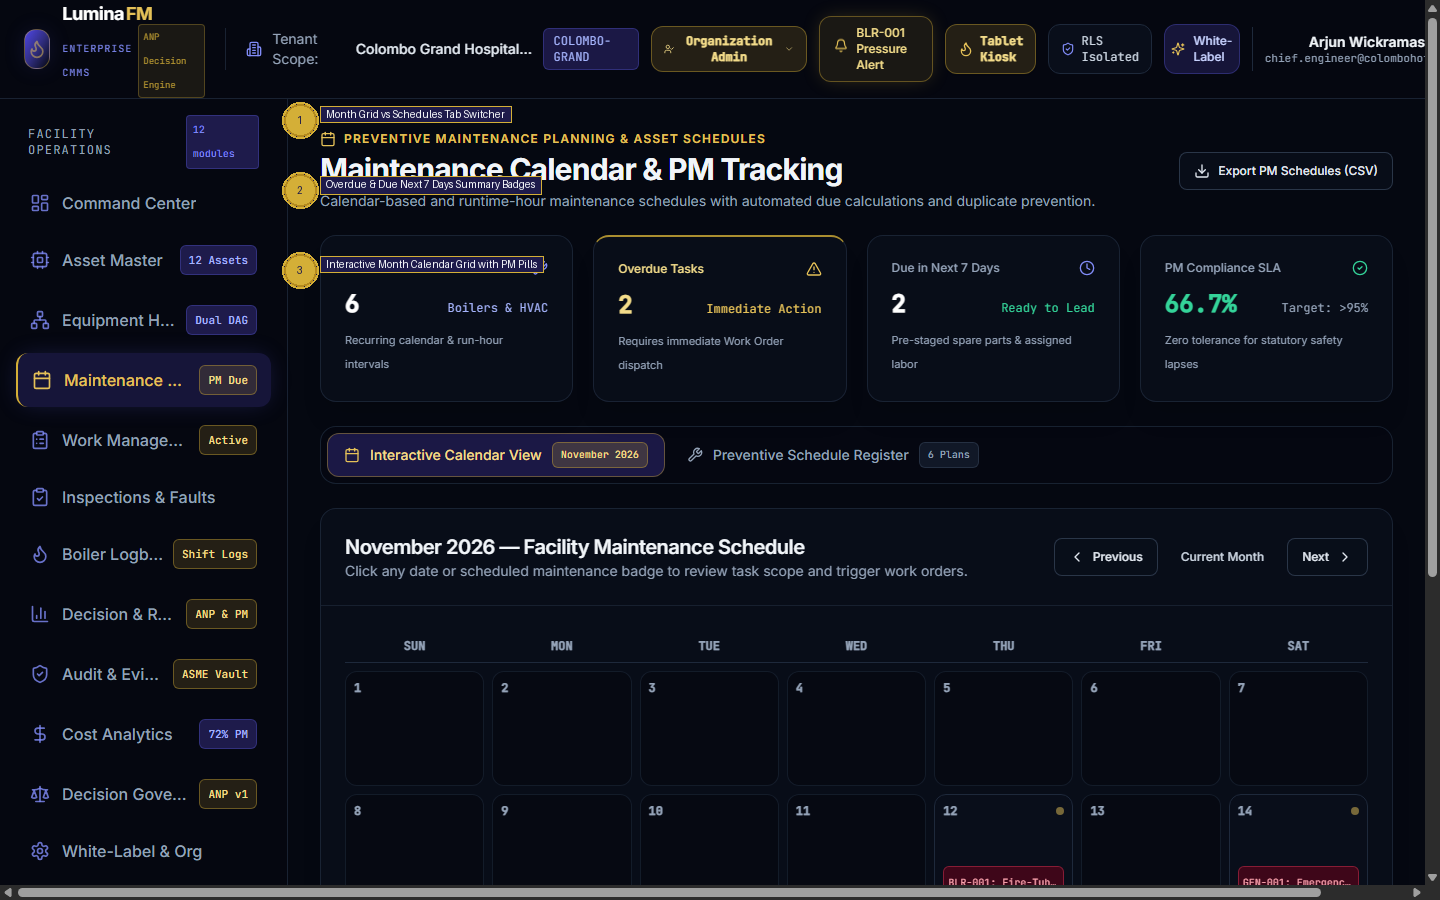 LuminaFM
ENTERPRISE CMMS
ANP Decision Engine
Tenant Scope:
Colombo Grand Hospital...
COLOMBO-GRAND
Organization Admin
BLR-001 Pressure Alert
Tablet Kiosk
RLS Isolated
White-Label
Arjun Wickramas
chief.engineer@colomboho
FACILITY OPERATIONS
12 modules
Command Center
Asset Master
12 Assets
Equipment H...
Dual DAG
Maintenance ...
PM Due
Work Manage...
Active
Inspections & Faults
Boiler Logb...
Shift Logs
Decision & R...
ANP & PM
Audit & Evi...
ASME Vault
Cost Analytics
72% PM
Decision Gove...
ANP v1
White-Label & Org
1
Month Grid vs Schedules Tab Switcher
PREVENTIVE MAINTENANCE PLANNING & ASSET SCHEDULES
Maintenance Calendar & PM Tracking
2
Overdue & Due Next 7 Days Summary Badges
Calendar-based and runtime-hour maintenance schedules with automated due calculations and duplicate prevention.
Export PM Schedules (CSV)
3
Interactive Month Calendar Grid with PM Pills
6
Boilers & HVAC
Recurring calendar & run-hour
intervals
Overdue Tasks
2
Immediate Action
Requires immediate Work Order
dispatch
Due in Next 7 Days
2
Ready to Lead
Pre-staged spare parts & assigned
labor
PM Compliance SLA
66.7%
Target: >95%
Zero tolerance for statutory safety
lapses
Interactive Calendar View
November 2026
Preventive Schedule Register
6 Plans
November 2026 — Facility Maintenance Schedule
Click any date or scheduled maintenance badge to review task scope and trigger work orders.
Previous
Current Month
Next
SUN MON TUE WED THU FRI SAT
1 2 3 4 5 6 7
8 9 10 11 12 13 14
BLR-001: Fire-Tub…
GEN-001: Emergenc…